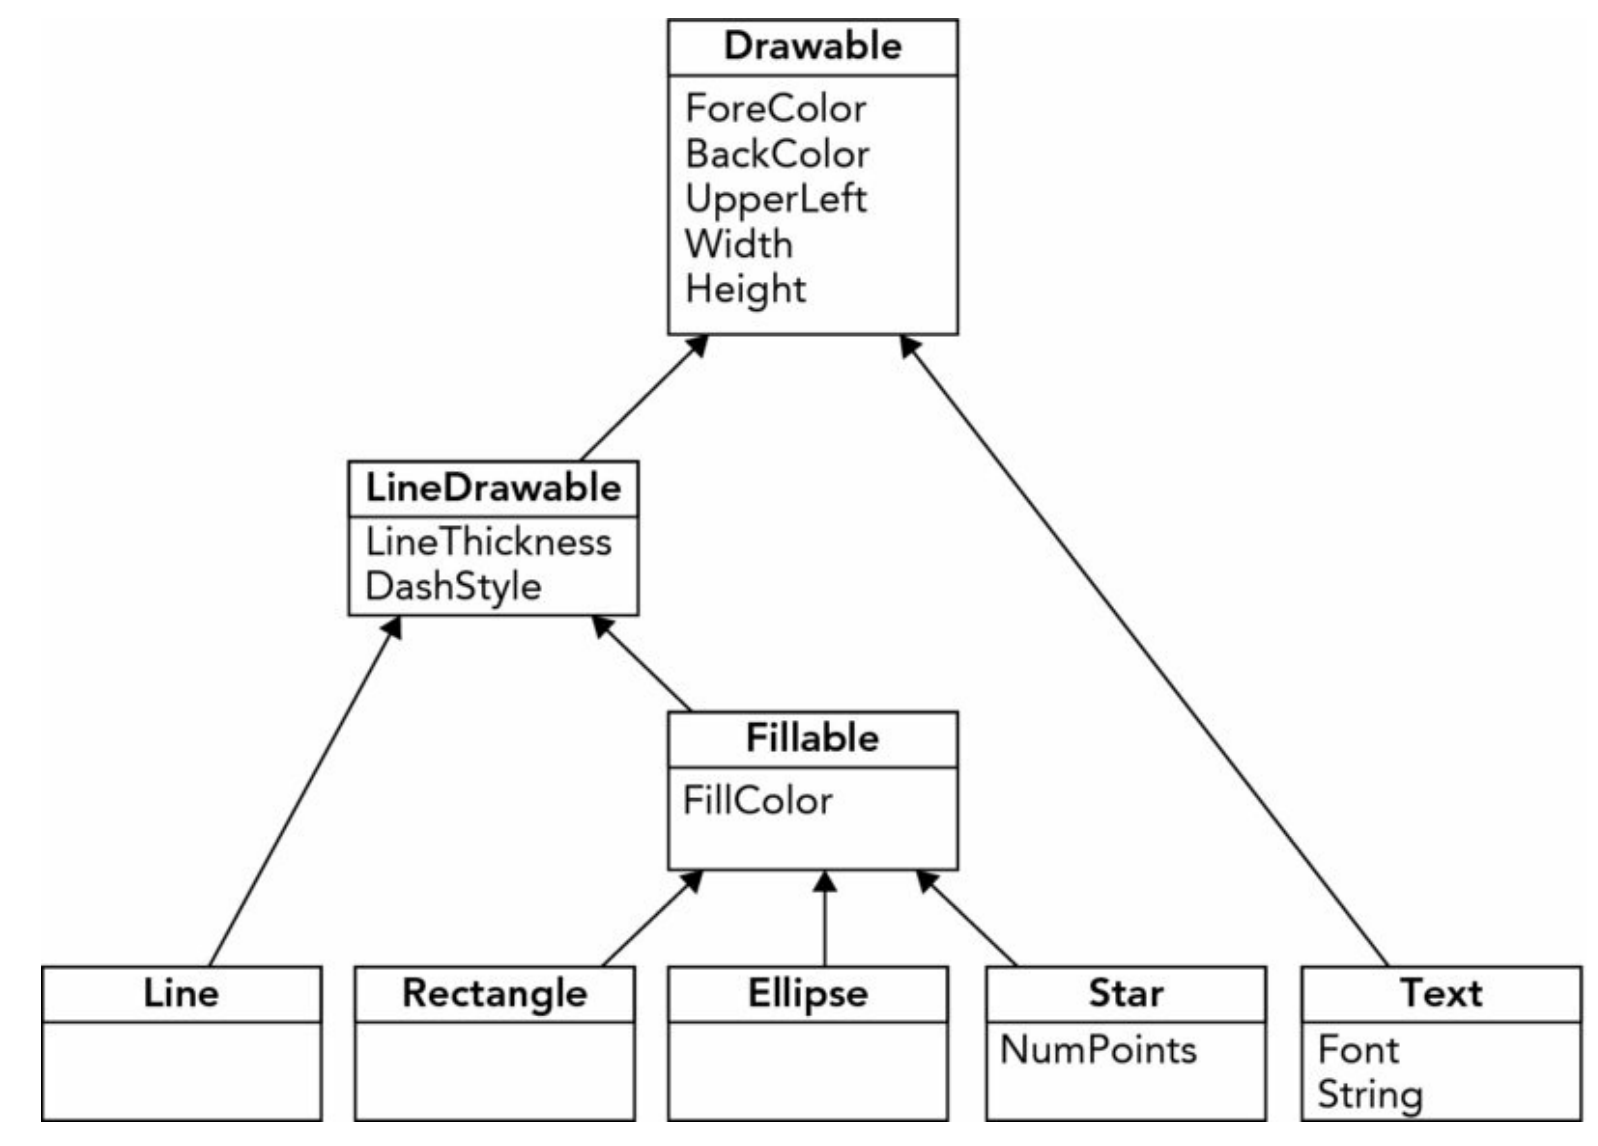 Drawable
ForeColor
BackColor
UpperLeft
Width
Height
LineDrawable
LineThickness
DashStyle
Fillable
FillColor
Line
Rectangle
Ellipse
Star
NumPoints
Text
Font
String